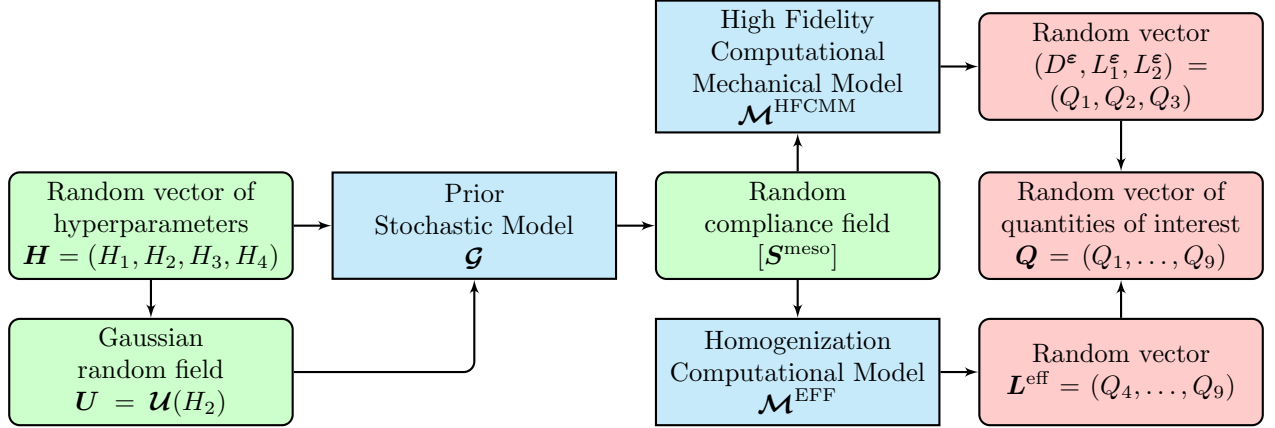 High Fidelity
Computational
Mechanical Model
𝓜^HFCMM
Random vector
(D^𝜺, L_1^𝜺, L_2^𝜺) =
(Q_1, Q_2, Q_3)
Random vector of
hyperparameters
𝑯 = (H_1, H_2, H_3, H_4)
Prior
Stochastic Model
𝓖
Random
compliance field
[𝑺^meso]
Random vector of
quantities of interest
𝑸 = (Q_1, …, Q_9)
Gaussian
random field
𝑼 = 𝓤(H_2)
Homogenization
Computational Model
𝓜^EFF
Random vector
𝑳^eff = (Q_4, …, Q_9)